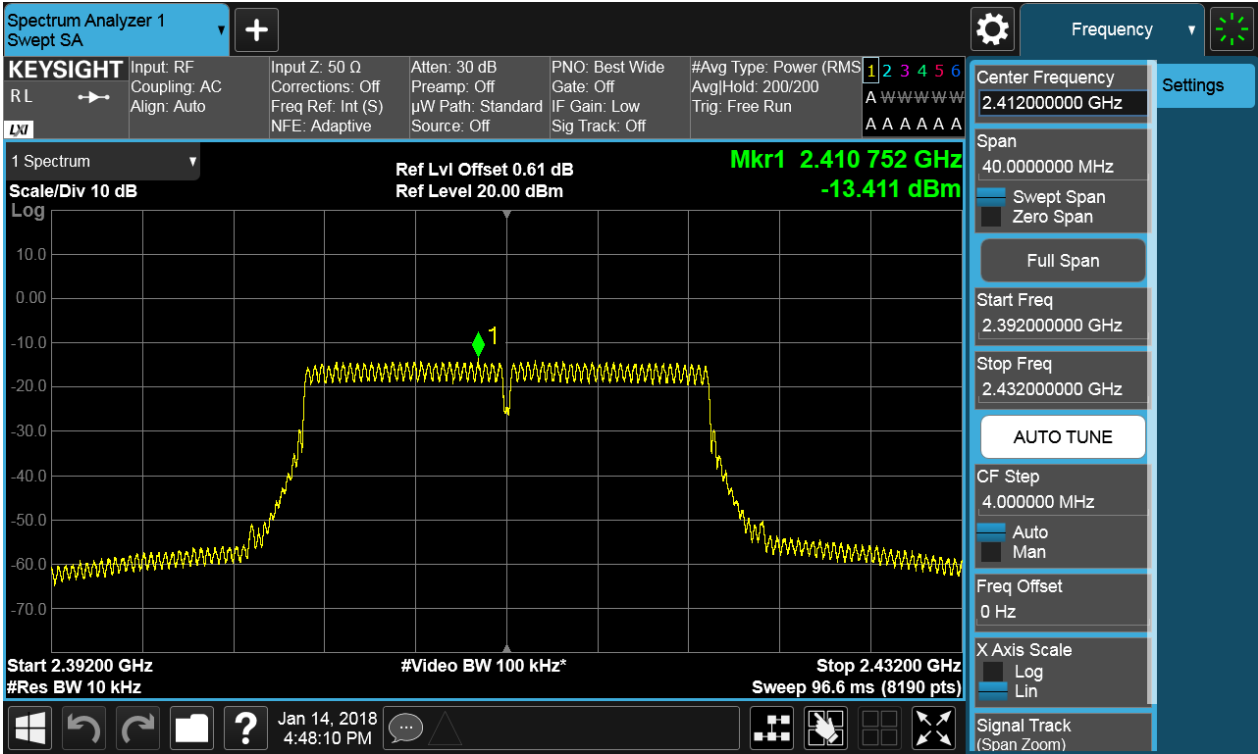 Spectrum Analyzer 1
Swept SA
+
Frequency
KEYSIGHT
R L
LXI
Input: RF
Coupling: AC
Align: Auto
Input Z: 50 Ω
Corrections: Off
Freq Ref: Int (S)
NFE: Adaptive
Atten: 30 dB
Preamp: Off
µW Path: Standard
Source: Off
PNO: Best Wide
Gate: Off
IF Gain: Low
Sig Track: Off
#Avg Type: Power (RMS
Avg|Hold: 200/200
Trig: Free Run
1 2 3 4 5 6
A W W W W W
A A A A A A
1 Spectrum
Scale/Div 10 dB
Log
Ref Lvl Offset 0.61 dB
Ref Level 20.00 dBm
Mkr1 2.410 752 GHz
-13.411 dBm
10.0
0.00
-10.0
-20.0
-30.0
-40.0
-50.0
-60.0
-70.0
1
Start 2.39200 GHz
#Res BW 10 kHz
#Video BW 100 kHz*
Stop 2.43200 GHz
Sweep 96.6 ms (8190 pts)
Center Frequency
2.412000000 GHz
Span
40.0000000 MHz
Swept Span
Zero Span
Full Span
Start Freq
2.392000000 GHz
Stop Freq
2.432000000 GHz
AUTO TUNE
CF Step
4.000000 MHz
Auto
Man
Freq Offset
0 Hz
X Axis Scale
Log
Lin
Signal Track
(Span Zoom)
Settings
?
Jan 14, 2018
4:48:10 PM